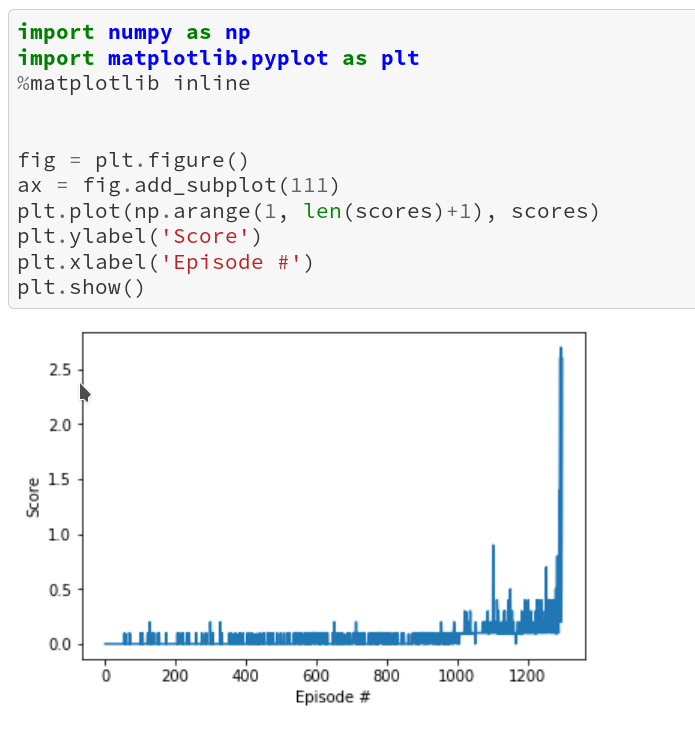 import numpy as np
import matplotlib.pyplot as plt
%matplotlib inline
fig = plt.figure()
ax = fig.add_subplot(111)
plt.plot(np.arange(1, len(scores)+1), scores)
plt.ylabel('Score')
plt.xlabel('Episode #')
plt.show()
2.5
2.0
1.5
1.0
0.5
0.0
Score
0 200 400 600 800 1000 1200
Episode #